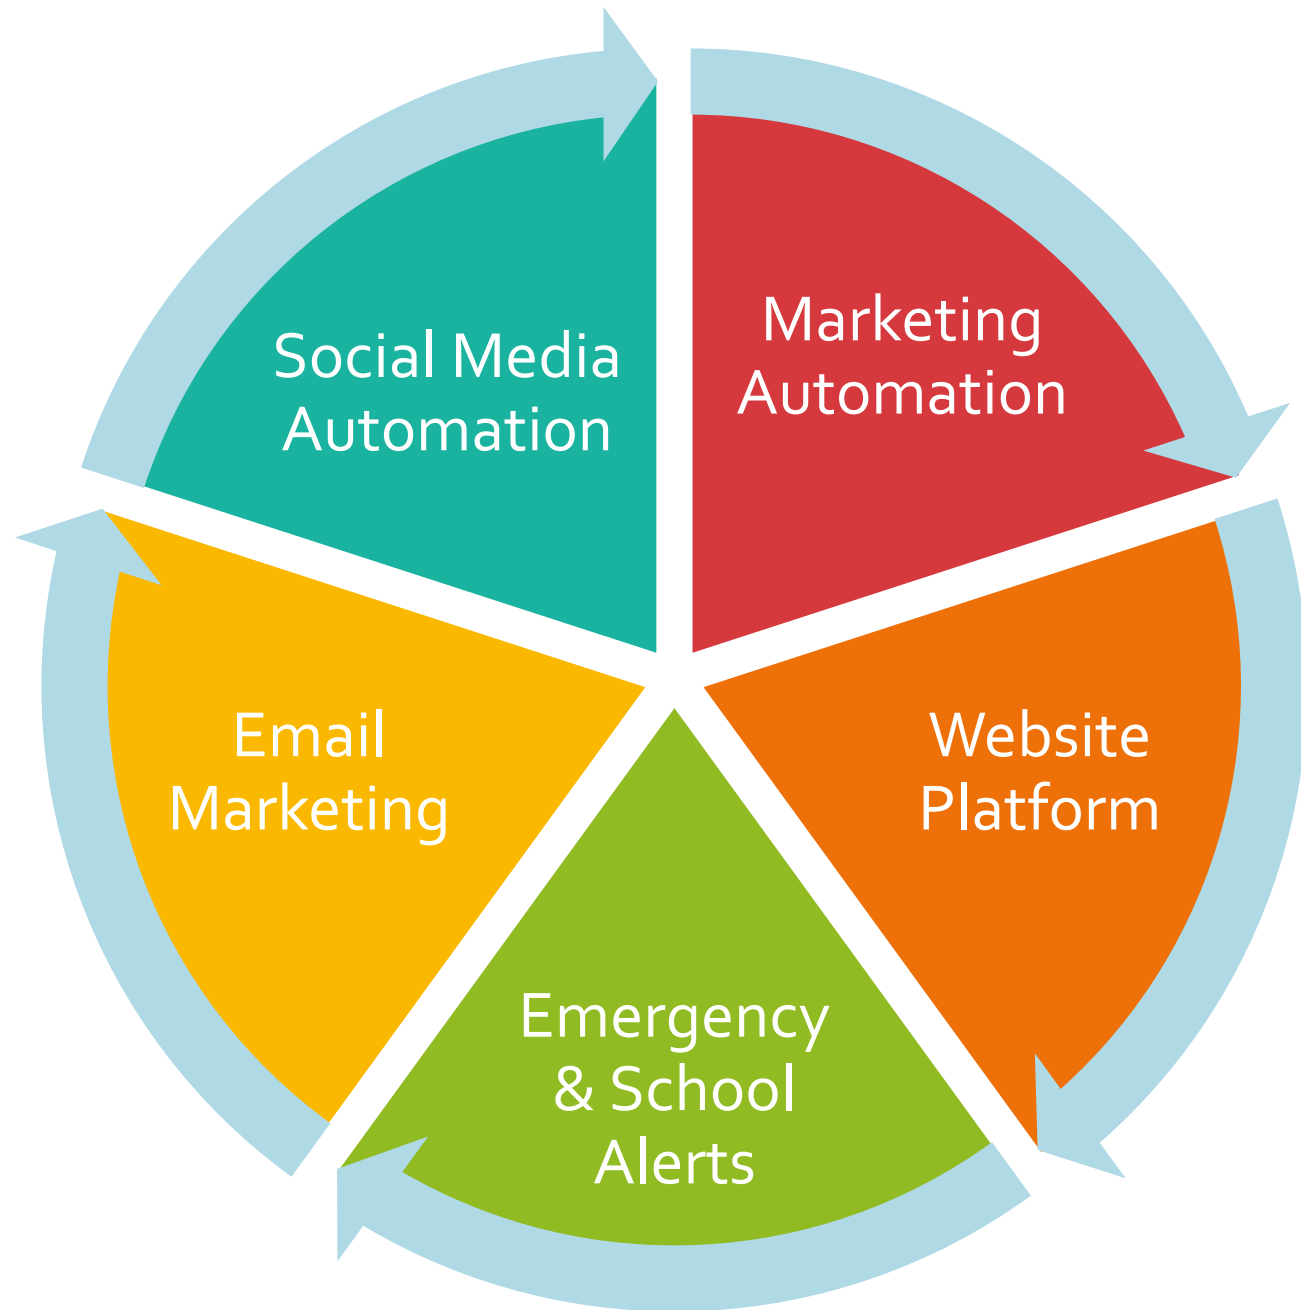 Social Media
Automation
Marketing
Automation
Website
Platform
Emergency
& School
Alerts
Email
Marketing